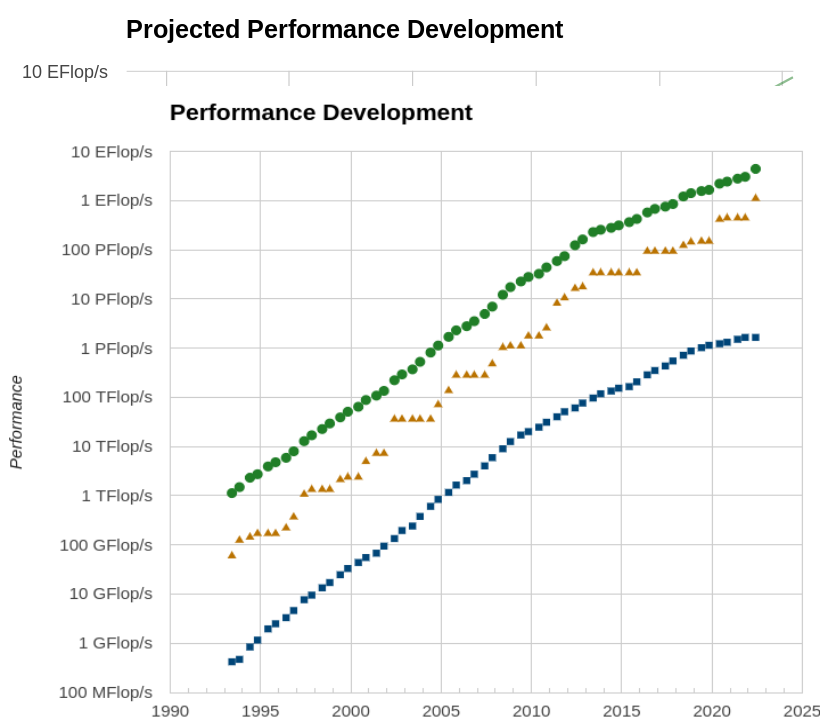 Projected Performance Development
10 EFlop/s
Performance Development
10 EFlop/s
1 EFlop/s
100 PFlop/s
10 PFlop/s
1 PFlop/s
100 TFlop/s
10 TFlop/s
1 TFlop/s
100 GFlop/s
10 GFlop/s
1 GFlop/s
100 MFlop/s
Performance
1990 1995 2000 2005 2010 2015 2020 2025